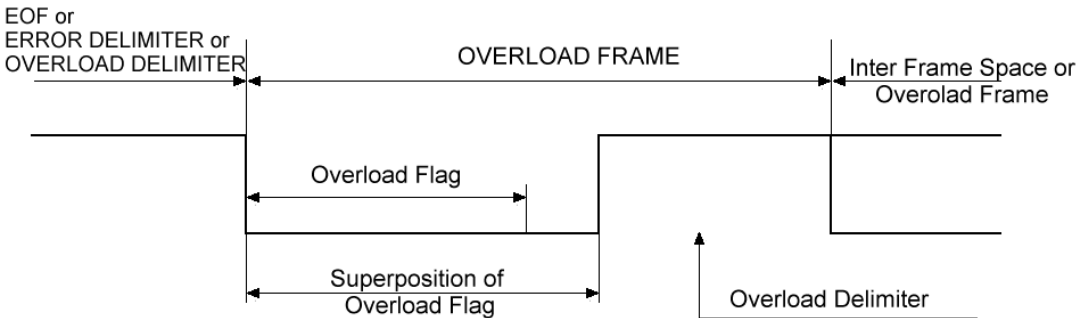 EOF or
ERROR DELIMITER or
OVERLOAD DELIMITER
OVERLOAD FRAME
Inter Frame Space or
Overolad Frame
Overload Flag
Superposition of
Overload Flag
Overload Delimiter